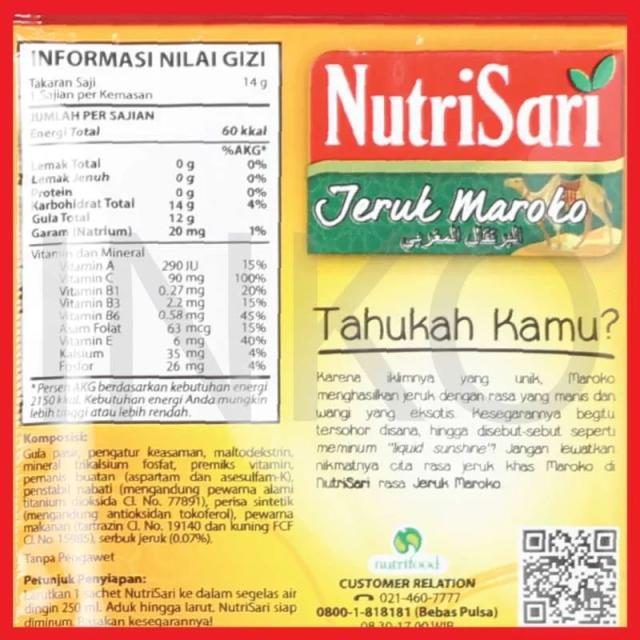 INFORMASI NILAI GIZI
Takaran Saji 14 g
1 Sajian per Kemasan
JUMLAH PER SAJIAN
Energi Total 60 kkal
%AKG*
Lemak Total 0 g 0%
Lemak Jenuh 0 g 0%
Protein 0 g 0%
Karbohidrat Total 14 g 4%
Gula Total 12 g
Garam (Natrium) 20 mg 1%
Vitamin dan Mineral
Vitamin A 290 IU 15%
Vitamin C 90 mg 100%
Vitamin B1 0.27 mg 20%
Vitamin B3 2.2 mg 15%
Vitamin B6 0.58 mg 45%
Asam Folat 63 mcg 15%
Vitamin E 6 mg 40%
Kalsium 35 mg 4%
Fosfor 26 mg 4%
*Persen AKG berdasarkan kebutuhan energi
2150 kkal. Kebutuhan energi Anda mungkin
lebih tinggi atau lebih rendah.
Komposisi:
Gula pasir, pengatur keasaman, maltodekstrin,
mineral trikalsium fosfat, premiks vitamin,
pemanis buatan (aspartam dan asesulfam-K),
penstabil nabati (mengandung pewarna alami
titanium dioksida CI. No. 77891), perisa sintetik
(mengandung antioksidan tokoferol), pewarna
makanan (tartrazin CI. No. 19140 dan kuning FCF
CI. No. 15985), serbuk jeruk (0.07%).
Tanpa Pengawet
Petunjuk Penyiapan:
Larutkan 1 sachet NutriSari ke dalam segelas air
dingin 250 ml. Aduk hingga larut, NutriSari siap
diminum. Rasakan kesegarannya!
NutriSari
Jeruk Maroko
البرتقال المغربي
Tahukah Kamu?
Karena iklimnya yang unik, Maroko
menghasilkan jeruk dengan rasa yang manis dan
wangi yang eksotis. Kesegarannya begitu
tersohor disana, hingga disebut-sebut seperti
meminum "liquid sunshine"! Jangan lewatkan
nikmatnya cita rasa jeruk khas Maroko di
NutriSari rasa Jeruk Maroko
nutrifood
CUSTOMER RELATION
021-460-7777
0800-1-818181 (Bebas Pulsa)
08.30-17.00 WIB
INKO